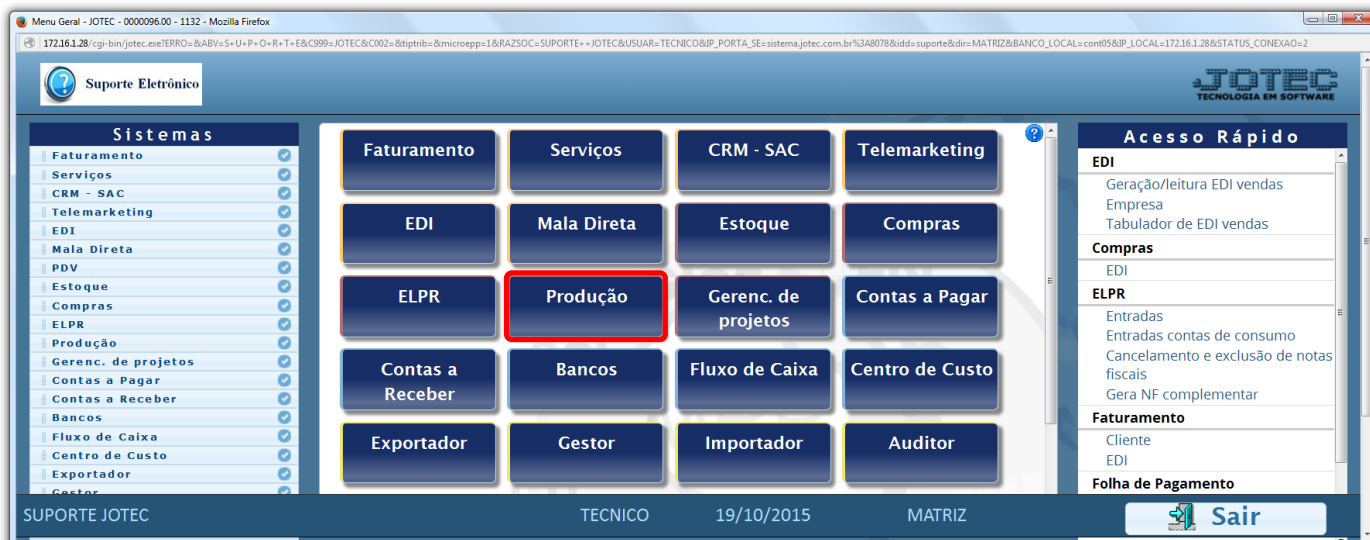 Menu Geral - JOTEC - 0000096.00 - 1132 - Mozilla Firefox
172.16.1.28/cgi-bin/jotec.exe?ERRO=&ABV=S+U+P+O+R+T+E&C999=JOTEC&C002=&tiptrib=&microepp=1&RAZSOC=SUPORTE++JOTEC&USUAR=TECNICO&IP_PORTA_SE=sistema.jotec.com.br%3A8078&idd=suporte&dir=MATRIZ&BANCO_LOCAL=cont05&IP_LOCAL=172.16.1.28&STATUS_CONEXAO=2
Suporte Eletrônico
JOTEC
TECNOLOGIA EM SOFTWARE
Sistemas
Faturamento
Serviços
CRM - SAC
Telemarketing
EDI
Mala Direta
PDV
Estoque
Compras
ELPR
Produção
Gerenc. de projetos
Contas a Pagar
Contas a Receber
Bancos
Fluxo de Caixa
Centro de Custo
Exportador
Gestor
Faturamento
Serviços
CRM - SAC
Telemarketing
EDI
Mala Direta
Estoque
Compras
ELPR
Produção
Gerenc. de
projetos
Contas a Pagar
Contas a
Receber
Bancos
Fluxo de Caixa
Centro de Custo
Exportador
Gestor
Importador
Auditor
Acesso Rápido
EDI
Geração/leitura EDI vendas
Empresa
Tabulador de EDI vendas
Compras
EDI
ELPR
Entradas
Entradas contas de consumo
Cancelamento e exclusão de notas
fiscais
Gera NF complementar
Faturamento
Cliente
EDI
Folha de Pagamento
SUPORTE JOTEC
TECNICO
19/10/2015
MATRIZ
Sair